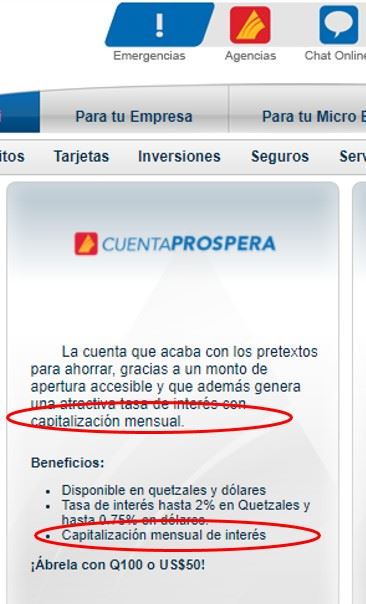 !
Emergencias Agencias Chat Online
Para tu Empresa Para tu Micro E
itos Tarjetas Inversiones Seguros Serv
CUENTAPROSPERA
La cuenta que acaba con los pretextos
para ahorrar, gracias a un monto de
apertura accesible y que además genera
una atractiva tasa de interés con
capitalización mensual.
Beneficios:
• Disponible en quetzales y dólares
• Tasa de interés hasta 2% en Quetzales y
hasta 0.75% en dólares.
• Capitalización mensual de interés
¡Ábrela con Q100 o US$50!